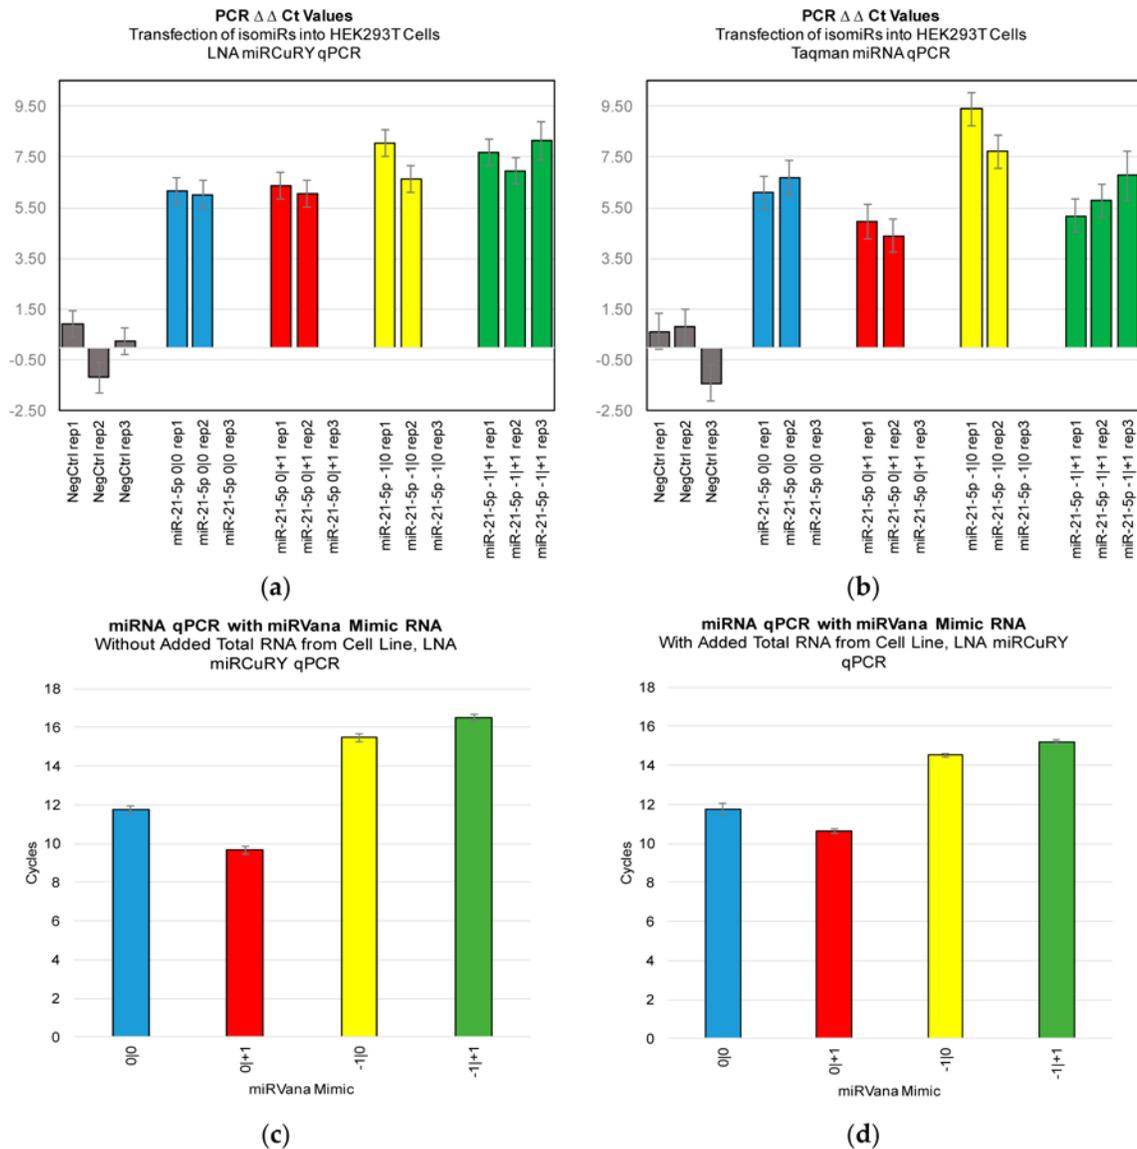 PCR Δ Δ Ct Values
Transfection of isomiRs into HEK293T Cells
LNA miRCuRY qPCR
9.50
7.50
5.50
3.50
1.50
-0.50
-2.50
NegCtrl rep1
NegCtrl rep2
NegCtrl rep3
miR-21-5p 0|0 rep1
miR-21-5p 0|0 rep2
miR-21-5p 0|0 rep3
miR-21-5p 0|+1 rep1
miR-21-5p 0|+1 rep2
miR-21-5p 0|+1 rep3
miR-21-5p -1|0 rep1
miR-21-5p -1|0 rep2
miR-21-5p -1|0 rep3
miR-21-5p -1|+1 rep1
miR-21-5p -1|+1 rep2
miR-21-5p -1|+1 rep3
(a)
PCR Δ Δ Ct Values
Transfection of isomiRs into HEK293T Cells
Taqman miRNA qPCR
9.50
7.50
5.50
3.50
1.50
-0.50
-2.50
NegCtrl rep1
NegCtrl rep2
NegCtrl rep3
miR-21-5p 0|0 rep1
miR-21-5p 0|0 rep2
miR-21-5p 0|0 rep3
miR-21-5p 0|+1 rep1
miR-21-5p 0|+1 rep2
miR-21-5p 0|+1 rep3
miR-21-5p -1|0 rep1
miR-21-5p -1|0 rep2
miR-21-5p -1|0 rep3
miR-21-5p -1|+1 rep1
miR-21-5p -1|+1 rep2
miR-21-5p -1|+1 rep3
(b)
miRNA qPCR with miRVana Mimic RNA
Without Added Total RNA from Cell Line, LNA
miRCuRY qPCR
18
16
14
12
10
8
6
4
2
0
Cycles
0|0
0|+1
-1|0
-1|+1
miRVana Mimic
(c)
miRNA qPCR with miRVana Mimic RNA
With Added Total RNA from Cell Line, LNA miRCuRY
qPCR
18
16
14
12
10
8
6
4
2
0
Cycles
0|0
0|+1
-1|0
-1|+1
miRVana Mimic
(d)